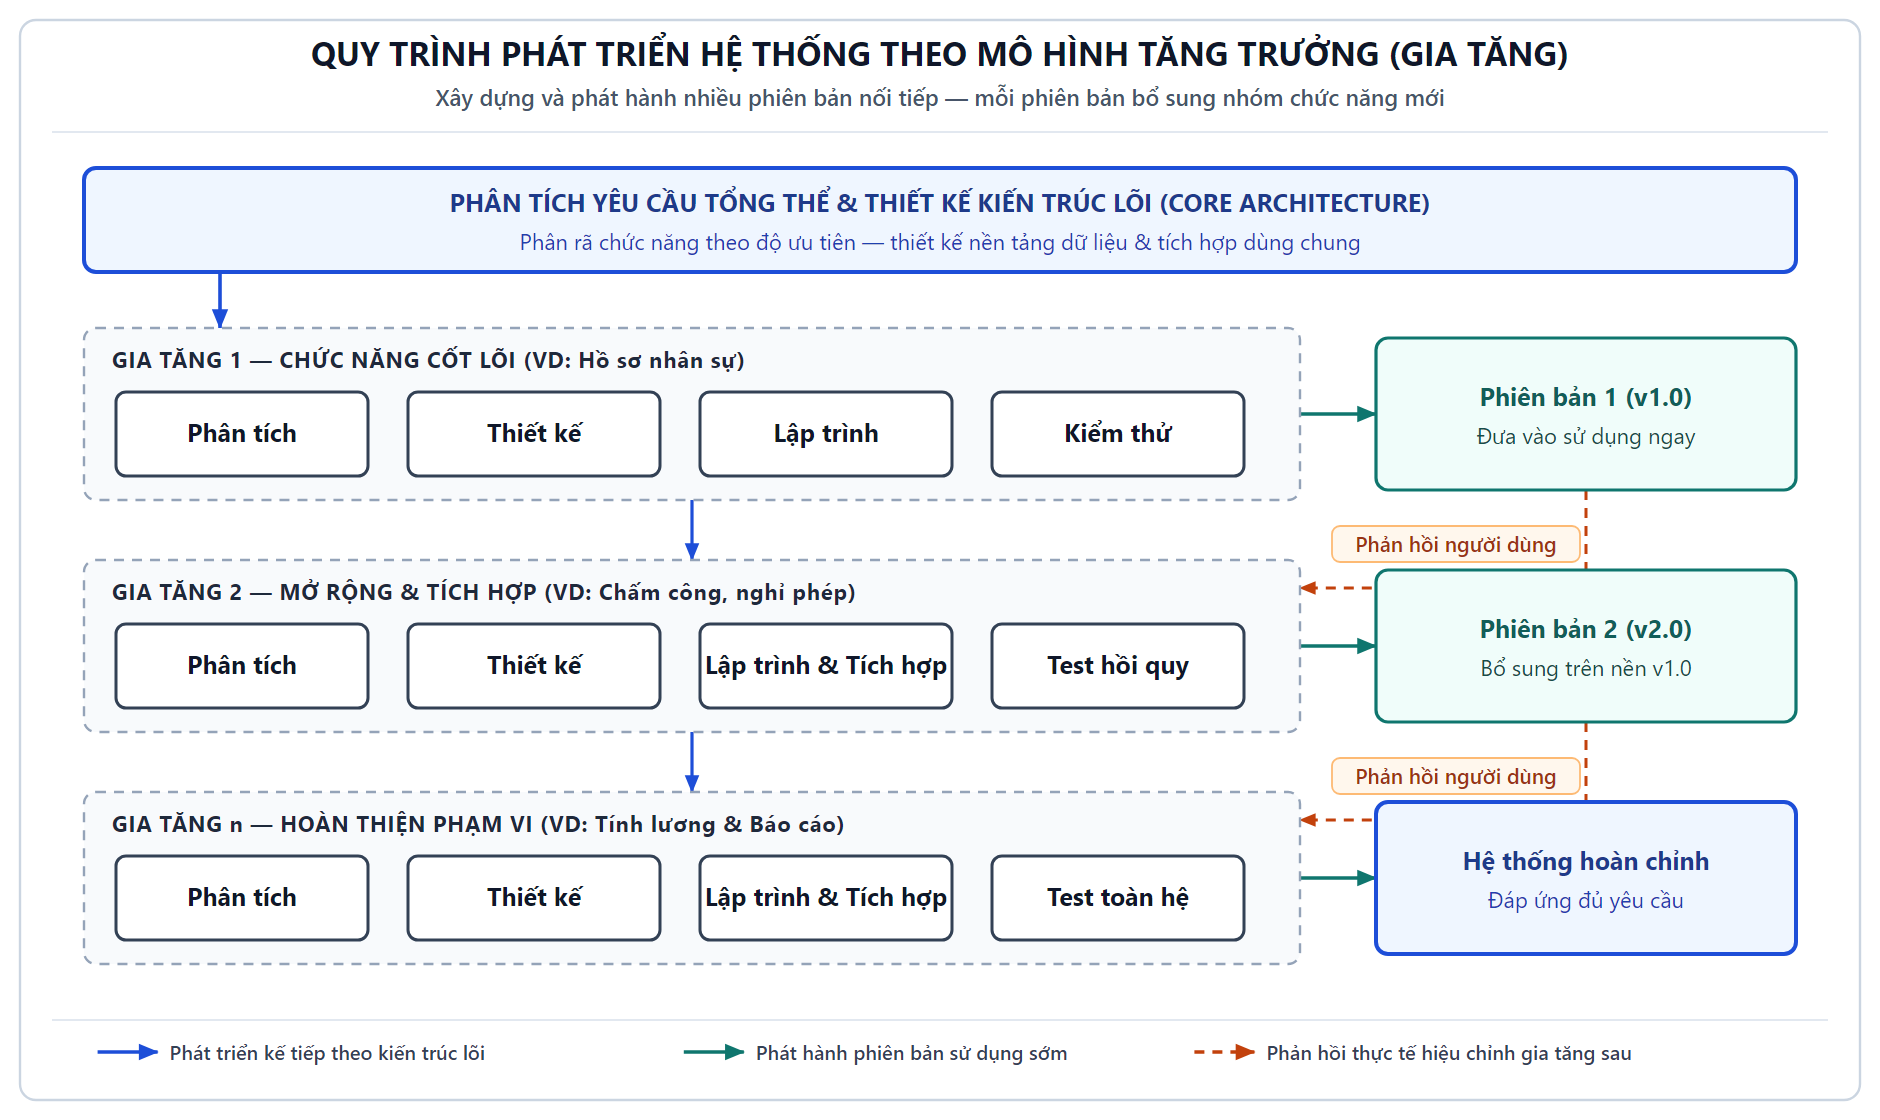 QUY TRÌNH PHÁT TRIỂN HỆ THỐNG THEO MÔ HÌNH TĂNG TRƯỞNG (GIA TĂNG)
Xây dựng và phát hành nhiều phiên bản nối tiếp — mỗi phiên bản bổ sung nhóm chức năng mới
PHÂN TÍCH YÊU CẦU TỔNG THỂ & THIẾT KẾ KIẾN TRÚC LÕI (CORE ARCHITECTURE)
Phân rã chức năng theo độ ưu tiên — thiết kế nền tảng dữ liệu & tích hợp dùng chung
GIA TĂNG 1 — CHỨC NĂNG CỐT LÕI (VD: Hồ sơ nhân sự)
Phân tích
Thiết kế
Lập trình
Kiểm thử
Phiên bản 1 (v1.0)
Đưa vào sử dụng ngay
Phản hồi người dùng
GIA TĂNG 2 — MỞ RỘNG & TÍCH HỢP (VD: Chấm công, nghỉ phép)
Phân tích
Thiết kế
Lập trình & Tích hợp
Test hồi quy
Phiên bản 2 (v2.0)
Bổ sung trên nền v1.0
Phản hồi người dùng
GIA TĂNG n — HOÀN THIỆN PHẠM VI (VD: Tính lương & Báo cáo)
Phân tích
Thiết kế
Lập trình & Tích hợp
Test toàn hệ
Hệ thống hoàn chỉnh
Đáp ứng đủ yêu cầu
Phát triển kế tiếp theo kiến trúc lõi
Phát hành phiên bản sử dụng sớm
Phản hồi thực tế hiệu chỉnh gia tăng sau